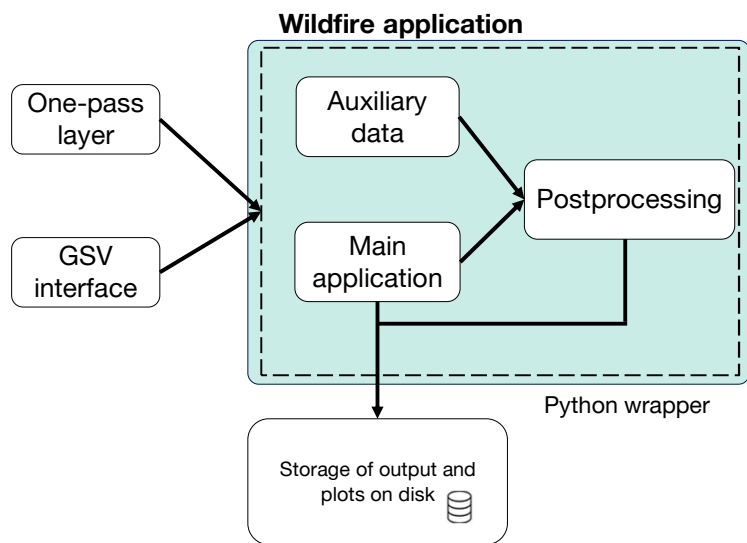 Wildfire application
One-pass
layer
Auxiliary
data
Postprocessing
GSV
interface
Main
application
Python wrapper
Storage of output and
plots on disk